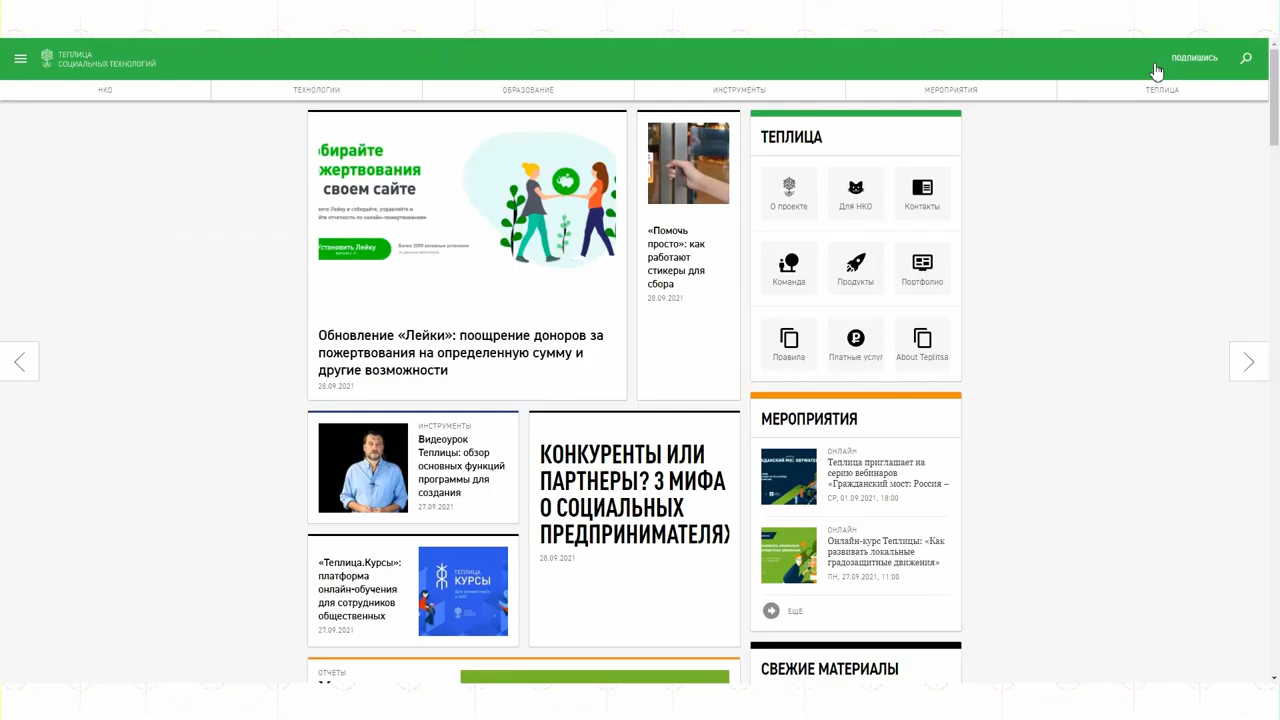 ТЕПЛИЦА
СОЦИАЛЬНЫХ ТЕХНОЛОГИЙ
ПОДПИШИСЬ
НКО
ТЕХНОЛОГИИ
ОБРАЗОВАНИЕ
ИНСТРУМЕНТЫ
МЕРОПРИЯТИЯ
ТЕПЛИЦА
обирайте
жертвования
своем сайте
Установить Лейку
Более 2000 активных установок
Обновление «Лейки»: поощрение доноров за
пожертвования на определенную сумму и
другие возможности
28.09.2021
«Помочь
просто»: как
работают
стикеры для
сбора
28.09.2021
ИНСТРУМЕНТЫ
Видеоурок
Теплицы: обзор
основных функций
программы для
создания
27.09.2021
«Теплица.Курсы»:
платформа
онлайн-обучения
для сотрудников
общественных
27.09.2021
ТЕПЛИЦА
КУРСЫ
КОНКУРЕНТЫ ИЛИ
ПАРТНЕРЫ? 3 МИФА
О СОЦИАЛЬНЫХ
ПРЕДПРИНИМАТЕЛЯХ
28.09.2021
ОТЧЕТЫ
ТЕПЛИЦА
О проекте
Для НКО
Контакты
Команда
Продукты
Портфолио
Правила
Платные услуг
About Teplitsa
МЕРОПРИЯТИЯ
ОНЛАЙН
Теплица приглашает на
серию вебинаров
«Гражданский мост: Россия –
СР, 01.09.2021, 18:00
ОНЛАЙН
Онлайн-курс Теплицы: «Как
развивать локальные
градозащитные движения»
ПН, 27.09.2021, 11:00
ЕЩЕ
СВЕЖИЕ МАТЕРИАЛЫ